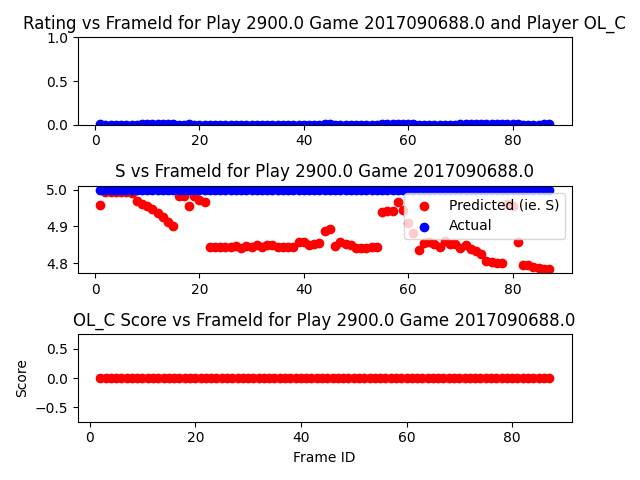 Rating vs FrameId for Play 2900.0 Game 2017090688.0 and Player OL_C
1.0
0.5
0.0
0 20 40 60 80
S vs FrameId for Play 2900.0 Game 2017090688.0
5.0
4.9
4.8
Predicted (ie. S)
Actual
0 20 40 60 80
OL_C Score vs FrameId for Play 2900.0 Game 2017090688.0
Score
0.5
0.0
−0.5
0 20 40 60 80
Frame ID